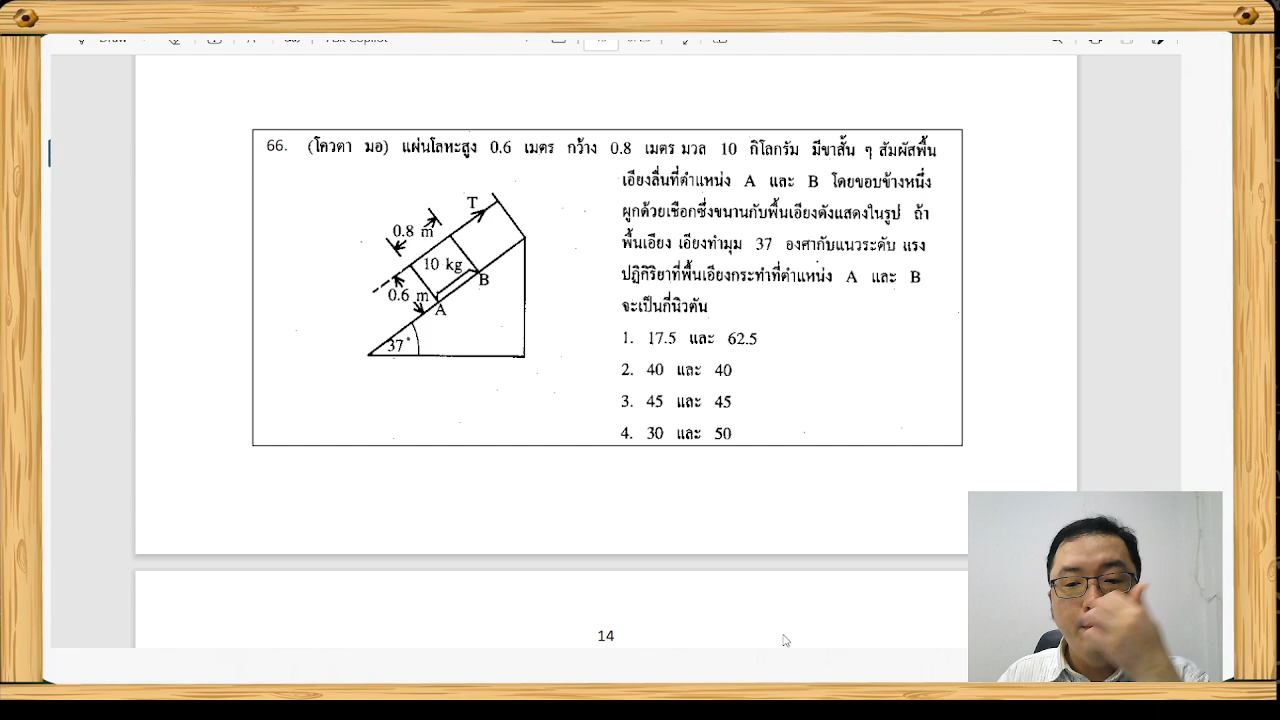 66. (โควตา มอ) แผ่นโลหะสูง 0.6 เมตร กว้าง 0.8 เมตร มวล 10 กิโลกรัม มีขาสั้น ๆ สัมผัสพื้น
เอียงลื่นที่ตำแหน่ง A และ B โดยขอบข้างหนึ่ง
ผูกด้วยเชือกซึ่งขนานกับพื้นเอียงดังแสดงในรูป ถ้า
พื้นเอียง เอียงทำมุม 37 องศากับแนวระดับ แรง
ปฏิกิริยาที่พื้นเอียงกระทำที่ตำแหน่ง A และ B
จะเป็นกี่นิวตัน
1. 17.5 และ 62.5
2. 40 และ 40
3. 45 และ 45
4. 30 และ 50
T
0.8 m
10 kg
B
0.6 m
A
37°
14